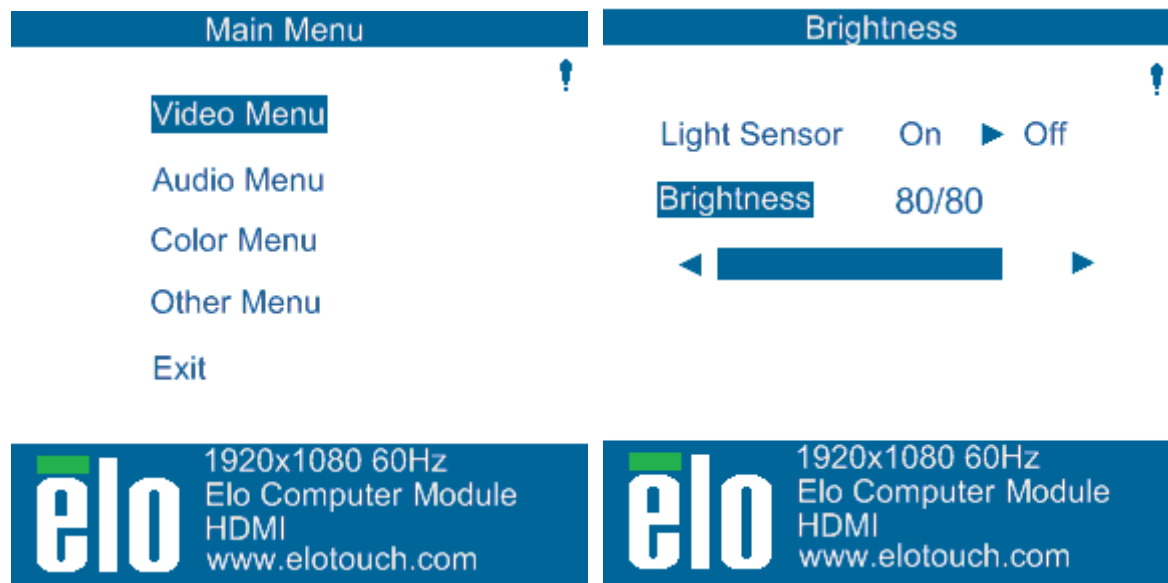 Main Menu
Video Menu
Audio Menu
Color Menu
Other Menu
Exit
elo
1920x1080 60Hz
Elo Computer Module
HDMI
www.elotouch.com
Brightness
Light Sensor On ► Off
Brightness 80/80
◄ ►
elo
1920x1080 60Hz
Elo Computer Module
HDMI
www.elotouch.com